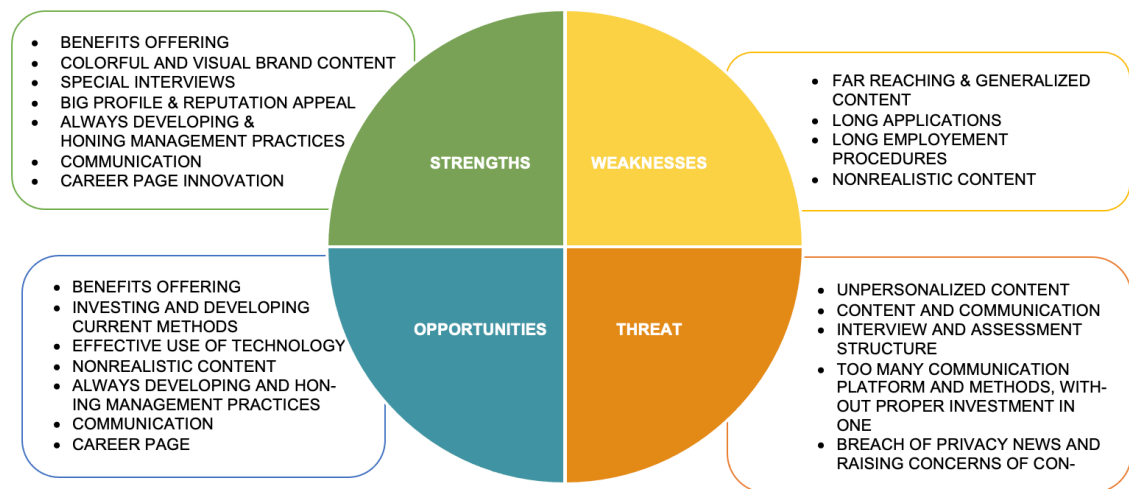 • BENEFITS OFFERING
• COLORFUL AND VISUAL BRAND CONTENT
• SPECIAL INTERVIEWS
• BIG PROFILE & REPUTATION APPEAL
• ALWAYS DEVELOPING &
HONING MANAGEMENT PRACTICES
• COMMUNICATION
• CAREER PAGE INNOVATION
STRENGTHS
WEAKNESSES
• FAR REACHING & GENERALIZED
CONTENT
• LONG APPLICATIONS
• LONG EMPLOYEMENT
PROCEDURES
• NONREALISTIC CONTENT
• BENEFITS OFFERING
• INVESTING AND DEVELOPING
CURRENT METHODS
• EFFECTIVE USE OF TECHNOLOGY
• NONREALISTIC CONTENT
• ALWAYS DEVELOPING AND HON-
ING MANAGEMENT PRACTICES
• COMMUNICATION
• CAREER PAGE
OPPORTUNITIES
THREAT
• UNPERSONALIZED CONTENT
• CONTENT AND COMMUNICATION
• INTERVIEW AND ASSESSMENT
STRUCTURE
• TOO MANY COMMUNICATION
PLATFORM AND METHODS, WITH-
OUT PROPER INVESTMENT IN
ONE
• BREACH OF PRIVACY NEWS AND
RAISING CONCERNS OF CON-